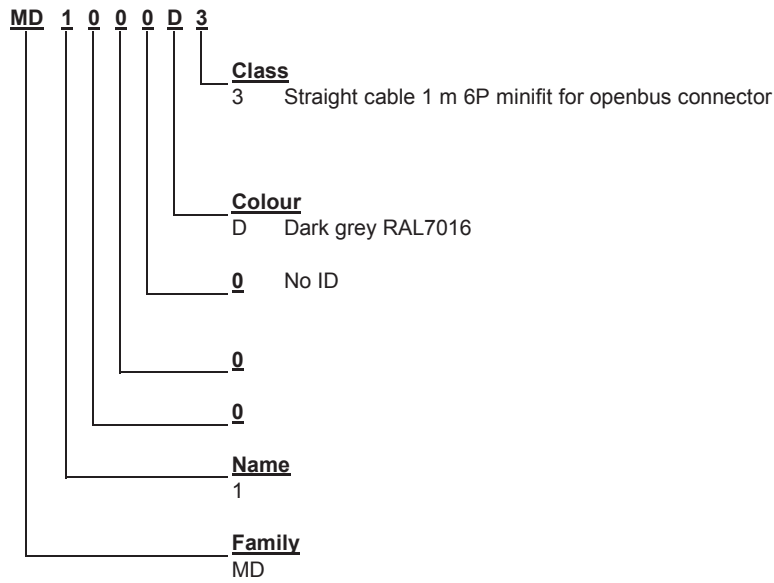 MD 1 0 0 0 D 3
Class
3 Straight cable 1 m 6P minifit for openbus connector
Colour
D Dark grey RAL7016
0 No ID
0
0
Name
1
Family
MD